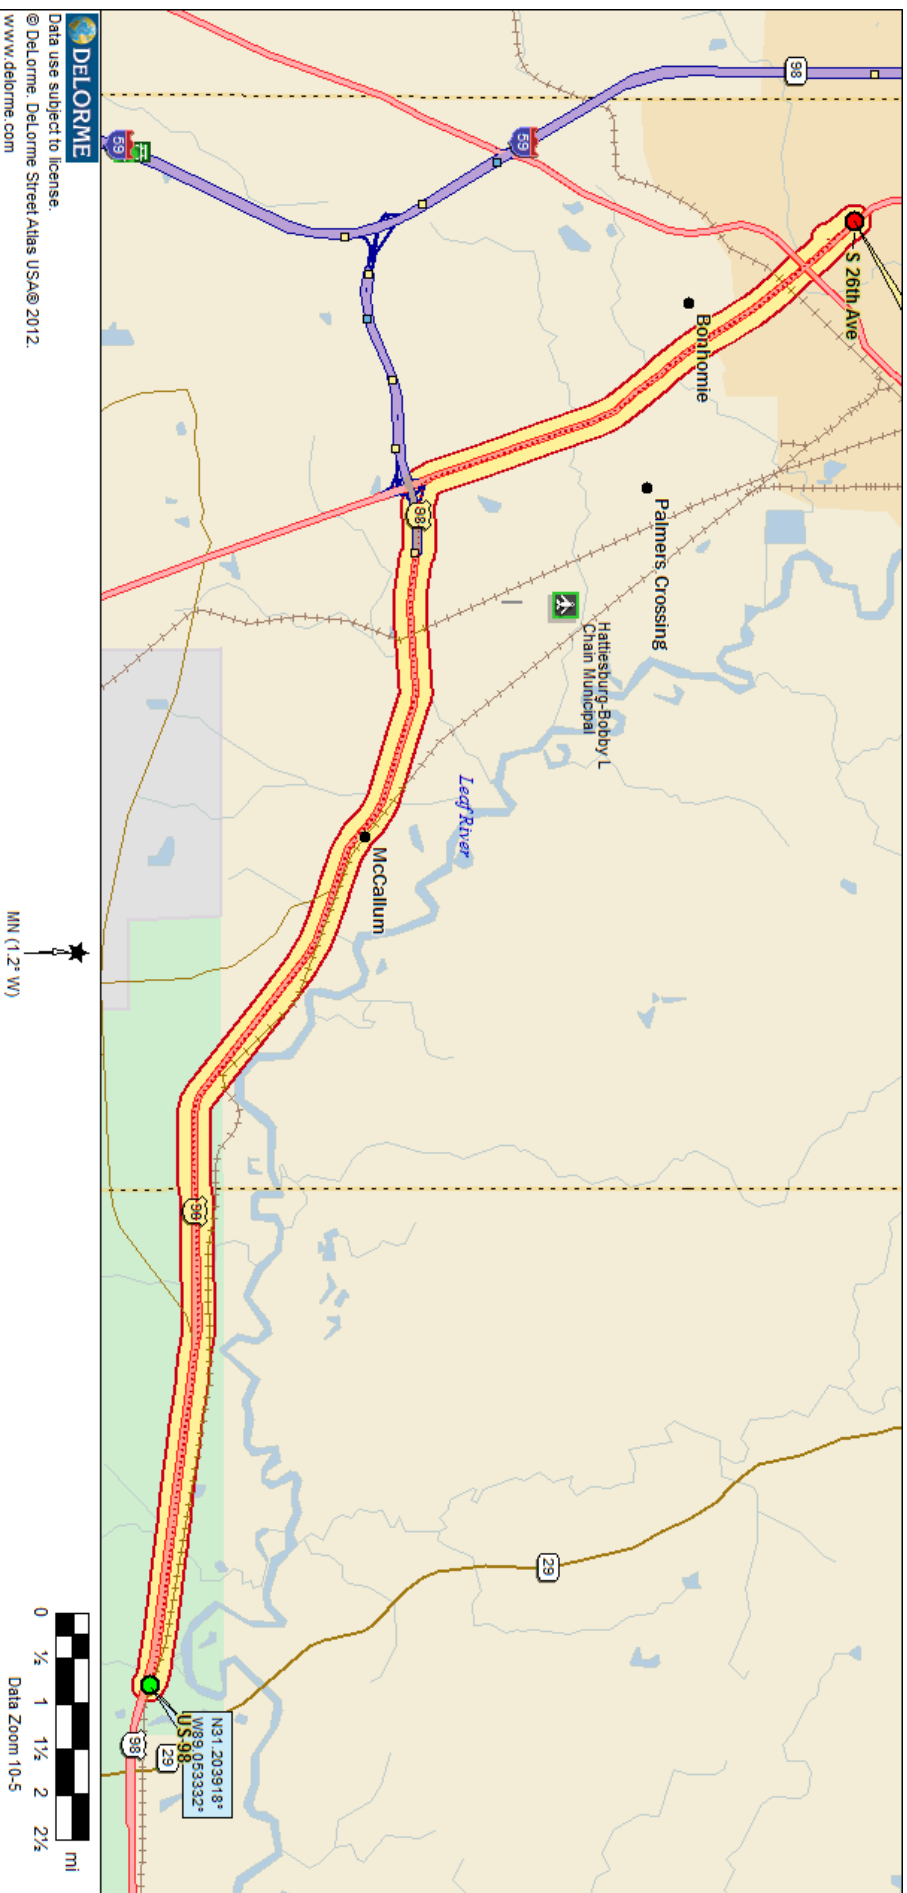 98
59
S 26th Ave
Bonhomie
Palmers Crossing
Hattiesburg-Bobby L
Chain Municipal
59
98
Leaf River
McCallum
98
29
N31.203918°
W89.053332°
US-98
98
29
DELORME
Data use subject to license.
© DeLorme. DeLorme Street Atlas USA® 2012.
www.delorme.com
MN (1.2° W)
mi
0 ½ 1 1½ 2 2½
Data Zoom 10-5